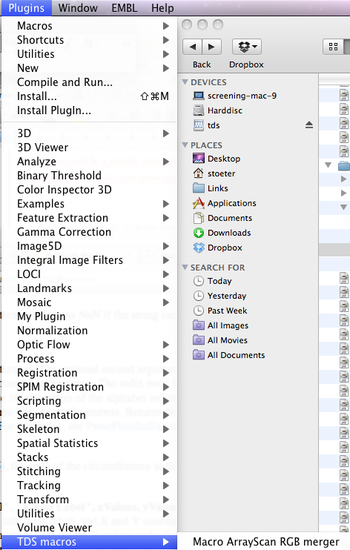 Plugins Window EMBL Help
Macros
Shortcuts
Utilities
New
Compile and Run...
Install... ⇧⌘M
Install PlugIn...
3D
3D Viewer
Analyze
Binary Threshold
Color Inspector 3D
Examples
Feature Extraction
Gamma Correction
Image5D
Integral Image Filters
LOCI
Landmarks
Mosaic
My Plugin
Normalization
Optic Flow
Process
Registration
SPIM Registration
Scripting
Segmentation
Skeleton
Spatial Statistics
Stacks
Stitching
Tracking
Transform
Utilities
Volume Viewer
TDS macros
Macro ArrayScan RGB merger
Back Dropbox
DEVICES
screening-mac-9
Harddisc
tds
PLACES
Desktop
stoeter
Links
Applications
Documents
Downloads
Dropbox
SEARCH FOR
Today
Yesterday
Past Week
All Images
All Movies
All Documents